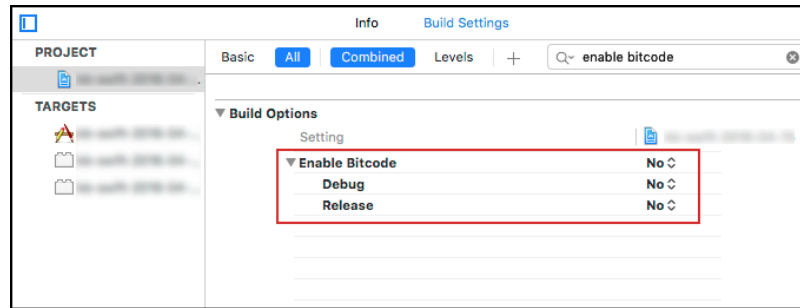 Info Build Settings
PROJECT
Basic All Combined Levels + enable bitcode
TARGETS
Build Options
Setting
Enable Bitcode No
Debug No
Release No